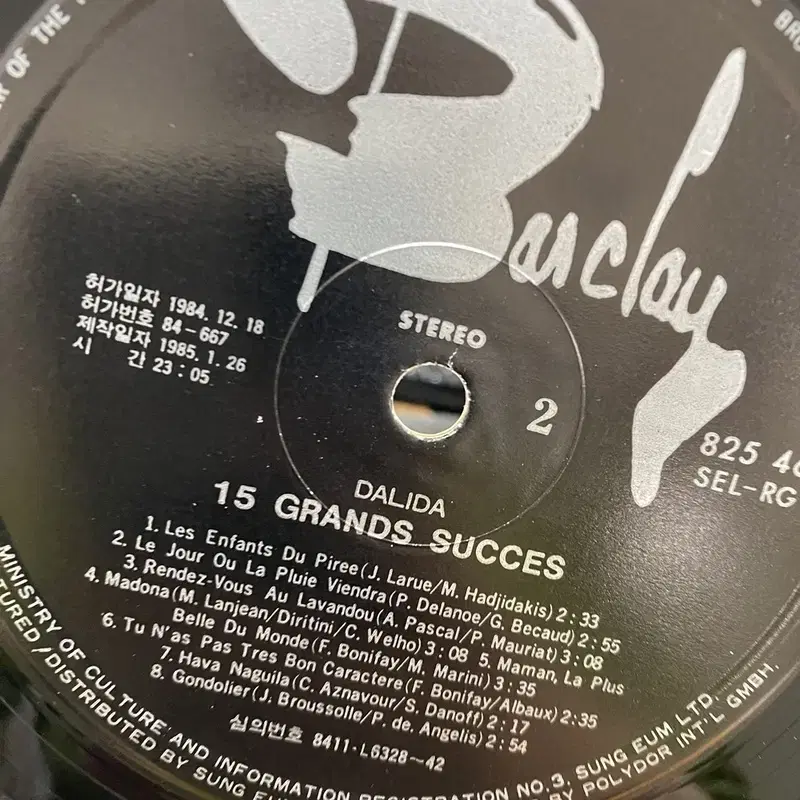 Barclay
허가일자 1984. 12. 18
허가번호 84-667
제작일자 1985. 1. 26
시 간 23 : 05
STEREO
2
825 4
SEL-RG
DALIDA
15 GRANDS SUCCES
1. Les Enfants Du Piree(J. Larue/M. Hadjidakis) 2 : 33
2. Le Jour Ou La Pluie Viendra(P. Delanoe/G. Becaud) 2 : 55
3. Rendez-Vous Au Lavandou(A. Pascal/P. Mauriat) 3 : 08
4. Madona(M. Lanjean/Diritini/C. Welho) 3 : 08 5. Maman, La Plus
Belle Du Monde(F. Bonifay/M. Marini) 3 : 35
6. Tu N'as Pas Tres Bon Caractere(F. Bonifay/Albaux) 2 : 35
7. Hava Naguila(C. Aznavour/S. Danoff) 2 : 17
8. Gondolier(J. Broussolle/P. de Angelis) 2 : 54
심의번호 8411-L6328-42
OF THE
MINISTRY OF CULTURE AND INFORMATION REGISTRATION NO. 3, SUNG EUM LTD.
/DISTRIBUTED BY SUNG EUM BY POLYDOR INT'L GMBH.